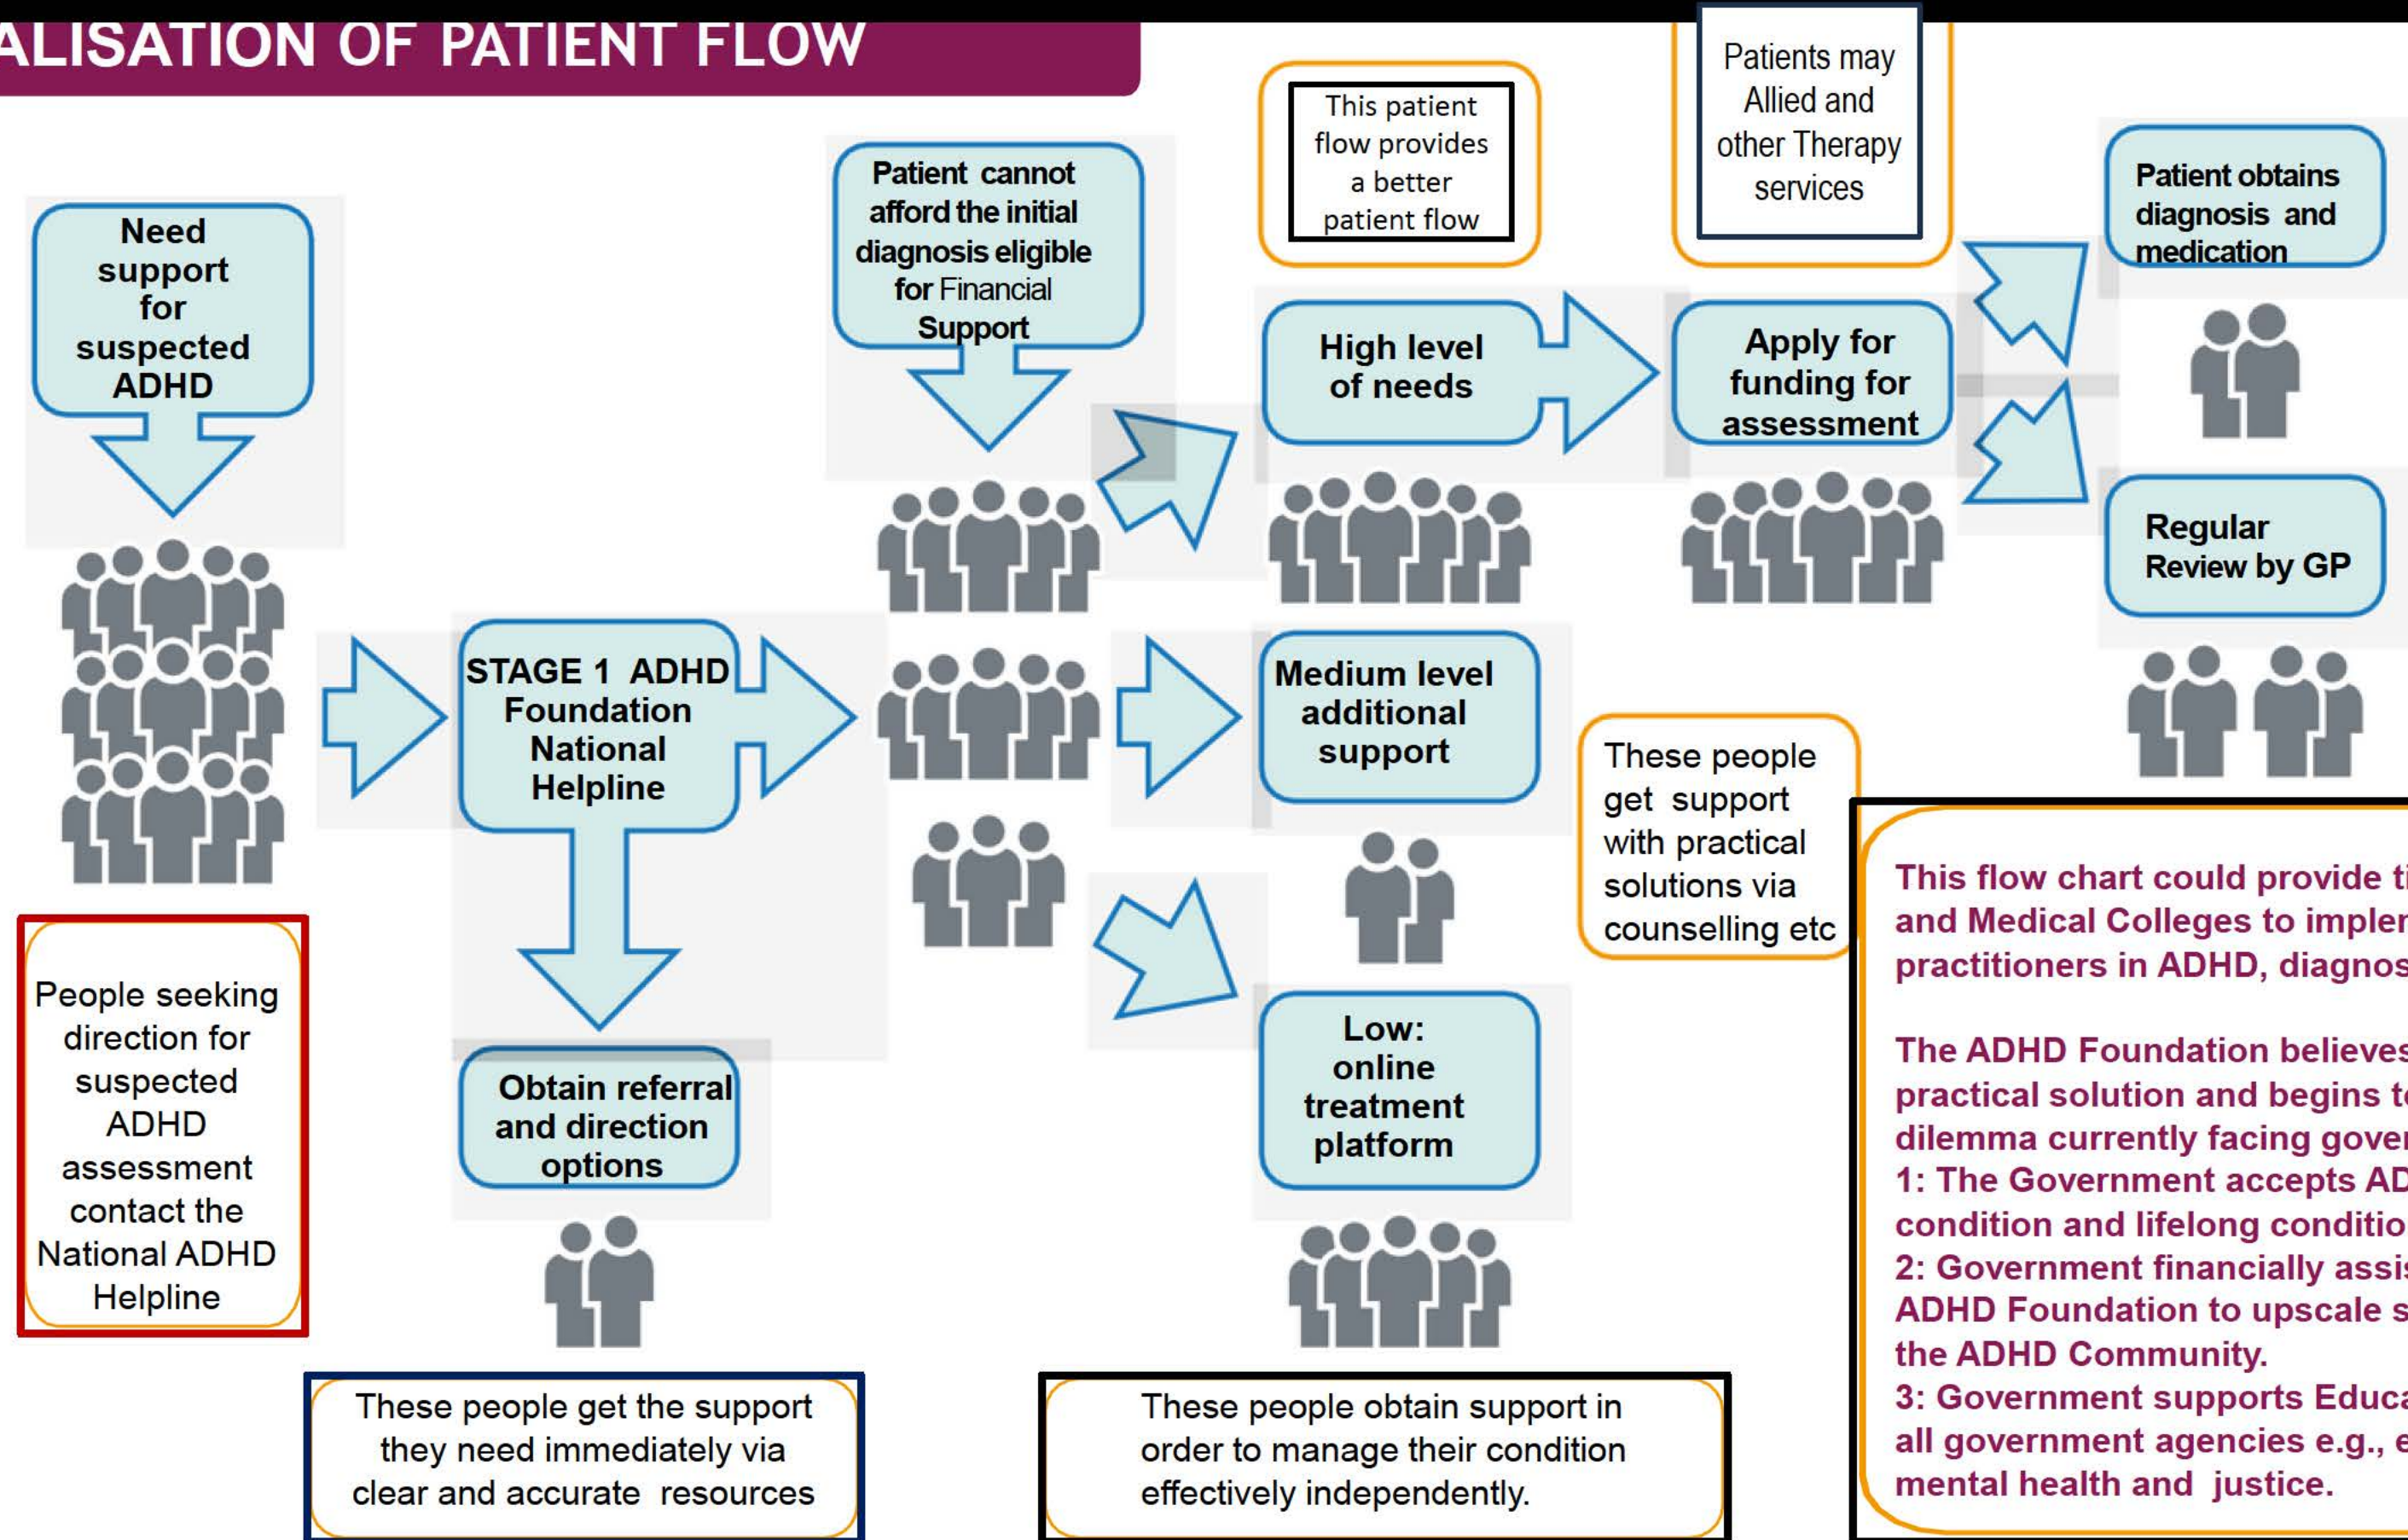 ALISATION OF PATIENT FLOW
Need
support
for
suspected
ADHD
People seeking
direction for
suspected
ADHD
assessment
contact the
National ADHD
Helpline
STAGE 1 ADHD
Foundation
National
Helpline
Obtain referral
and direction
options
These people get the support
they need immediately via
clear and accurate resources
Patient cannot
afford the initial
diagnosis eligible
for Financial
Support
This patient
flow provides
a better
patient flow
High level
of needs
Medium level
additional
support
Low:
online
treatment
platform
These people obtain support in
order to manage their condition
effectively independently.
These people
get support
with practical
solutions via
counselling etc
Patients may
Allied and
other Therapy
services
Apply for
funding for
assessment
Patient obtains
diagnosis and
medication
Regular
Review by GP
This flow chart could provide
and Medical Colleges to
practitioners in ADHD,
The ADHD Foundation believes
practical solution and begins
dilemma currently facing
1: The Government accepts
condition and lifelong
2: Government financially
ADHD Foundation to upscale
the ADHD Community.
3: Government supports
all government agencies e.g.,
mental health and justice.